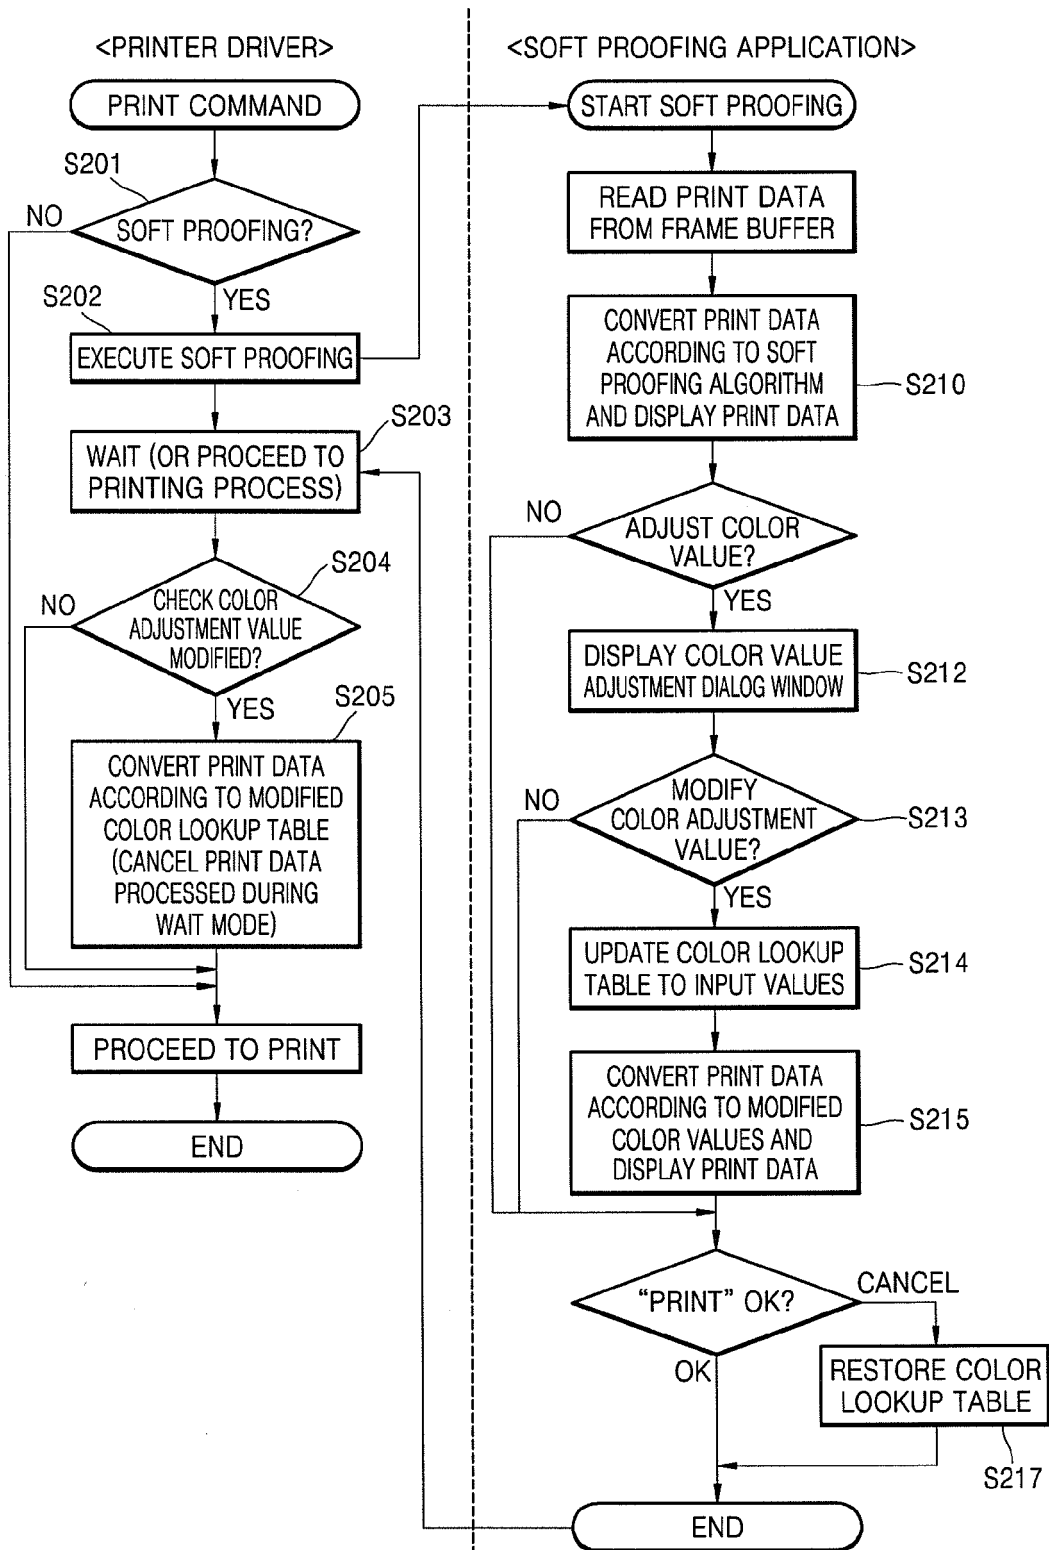 <PRINTER DRIVER>
PRINT COMMAND
S201
NO
SOFT PROOFING?
YES
S202
EXECUTE SOFT PROOFING
S203
WAIT (OR PROCEED TO
PRINTING PROCESS)
S204
NO
CHECK COLOR
ADJUSTMENT VALUE
MODIFIED?
YES
S205
CONVERT PRINT DATA
ACCORDING TO MODIFIED
COLOR LOOKUP TABLE
(CANCEL PRINT DATA
PROCESSED DURING
WAIT MODE)
PROCEED TO PRINT
END
<SOFT PROOFING APPLICATION>
START SOFT PROOFING
READ PRINT DATA
FROM FRAME BUFFER
CONVERT PRINT DATA
ACCORDING TO SOFT
PROOFING ALGORITHM
AND DISPLAY PRINT DATA
S210
NO
ADJUST COLOR
VALUE?
YES
DISPLAY COLOR VALUE
ADJUSTMENT DIALOG WINDOW
S212
NO
MODIFY
COLOR ADJUSTMENT
VALUE?
S213
YES
UPDATE COLOR LOOKUP
TABLE TO INPUT VALUES
S214
CONVERT PRINT DATA
ACCORDING TO MODIFIED
COLOR VALUES AND
DISPLAY PRINT DATA
S215
"PRINT" OK?
CANCEL
OK
RESTORE COLOR
LOOKUP TABLE
S217
END